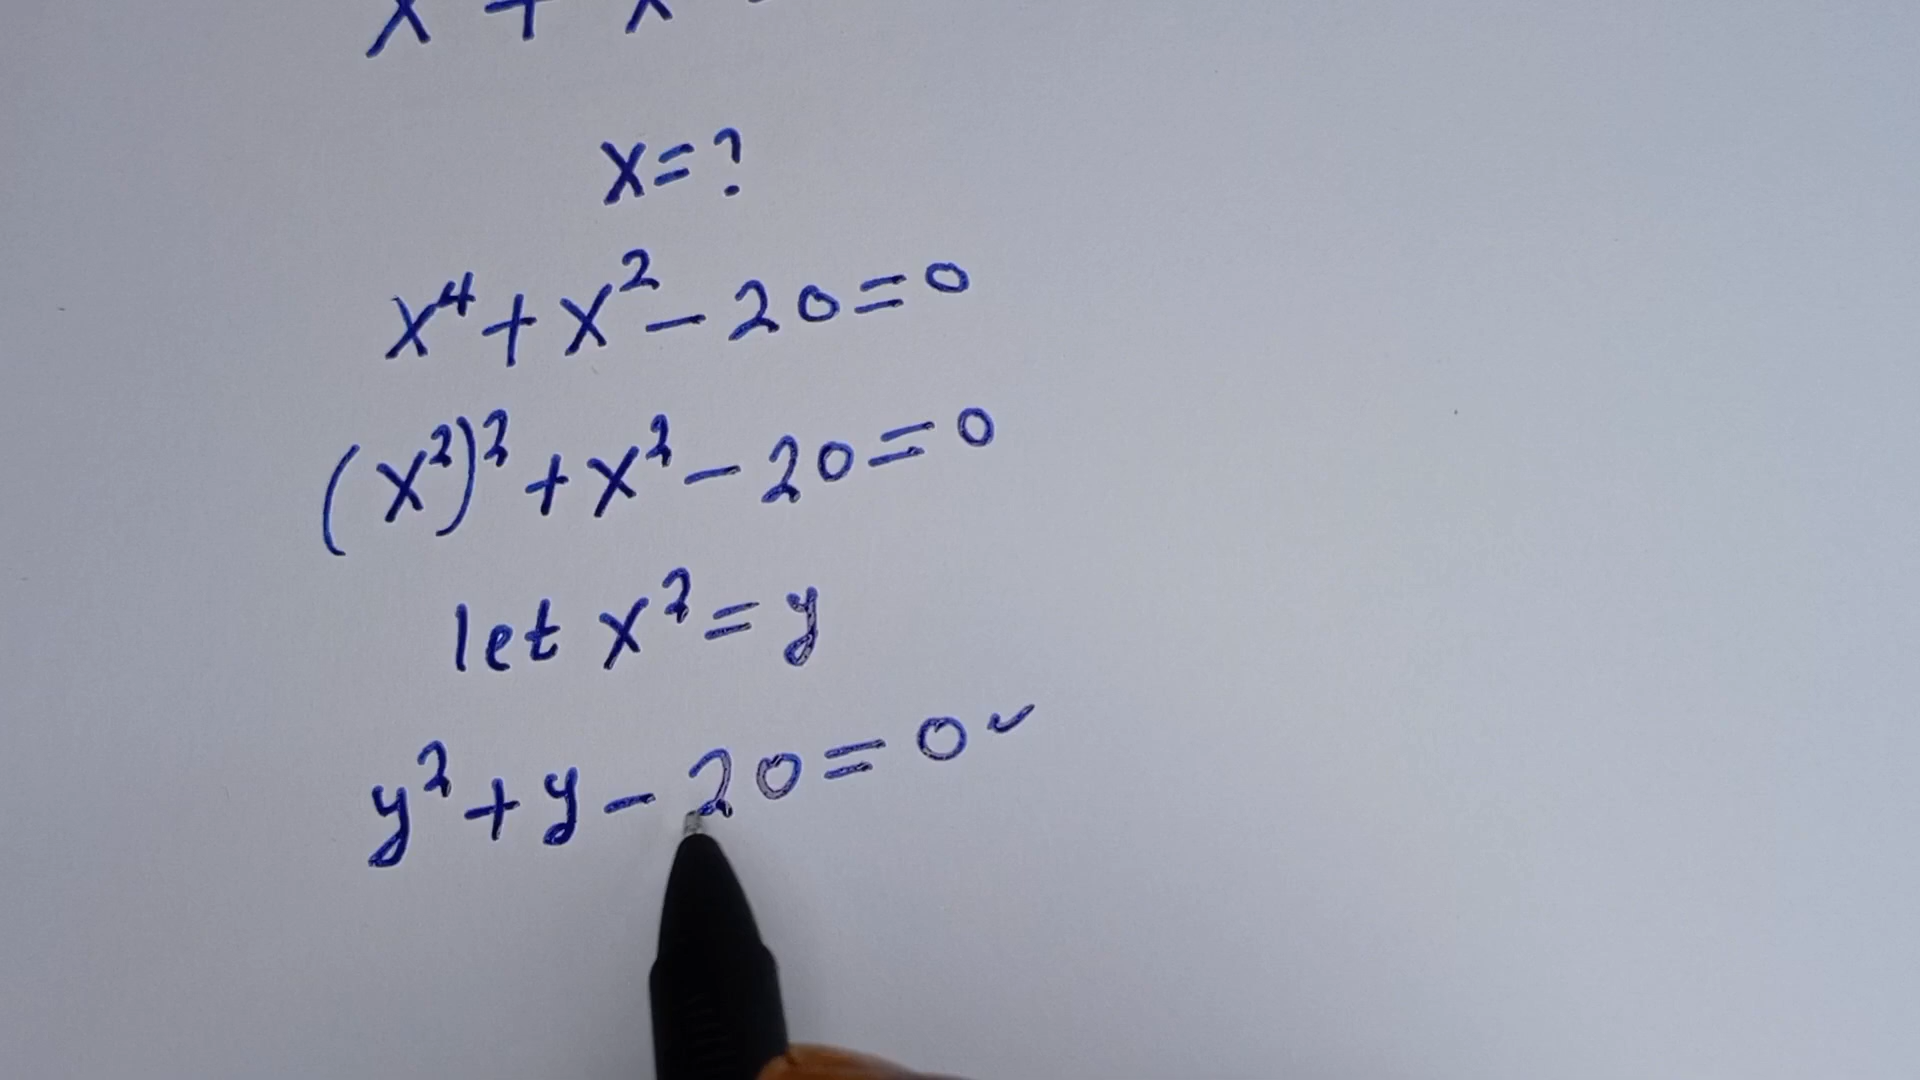 x + x
x=?
x⁴+x²-20=0
(x²)²+x²-20=0
let x²=y
y²+y-20=0✓